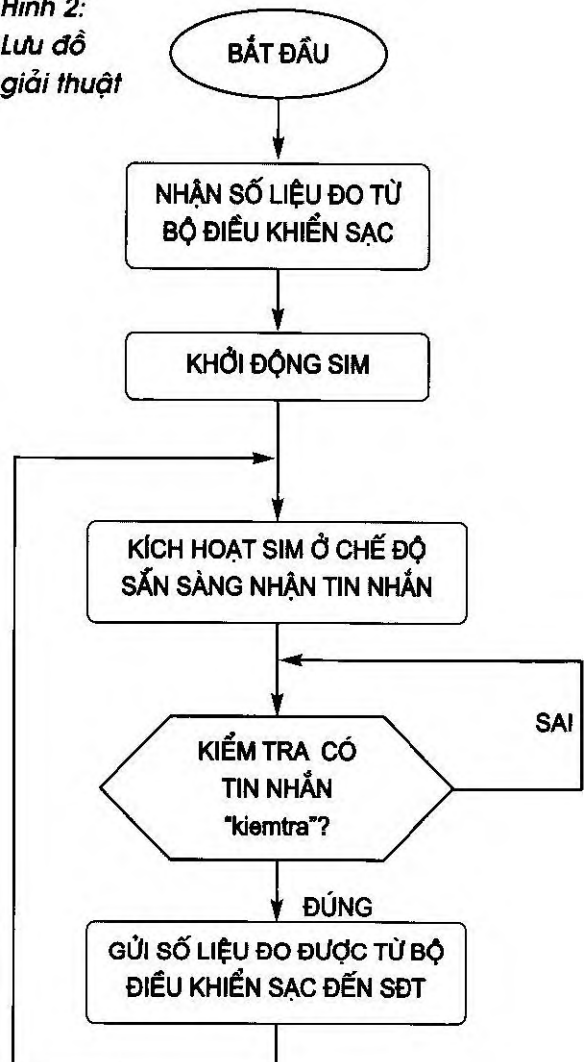 Hình 2:
Lưu đồ
giải thuật
BẮT ĐẦU
NHẬN SỐ LIỆU ĐO TỪ
BỘ ĐIỀU KHIỂN SẠC
KHỞI ĐỘNG SIM
KÍCH HOẠT SIM Ở CHẾ ĐỘ
SẴN SÀNG NHẬN TIN NHẮN
KIỂM TRA CÓ
TIN NHẮN
"kiemtra"?
SAI
ĐÚNG
GỬI SỐ LIỆU ĐO ĐƯỢC TỪ BỘ
ĐIỀU KHIỂN SẠC ĐẾN SĐT